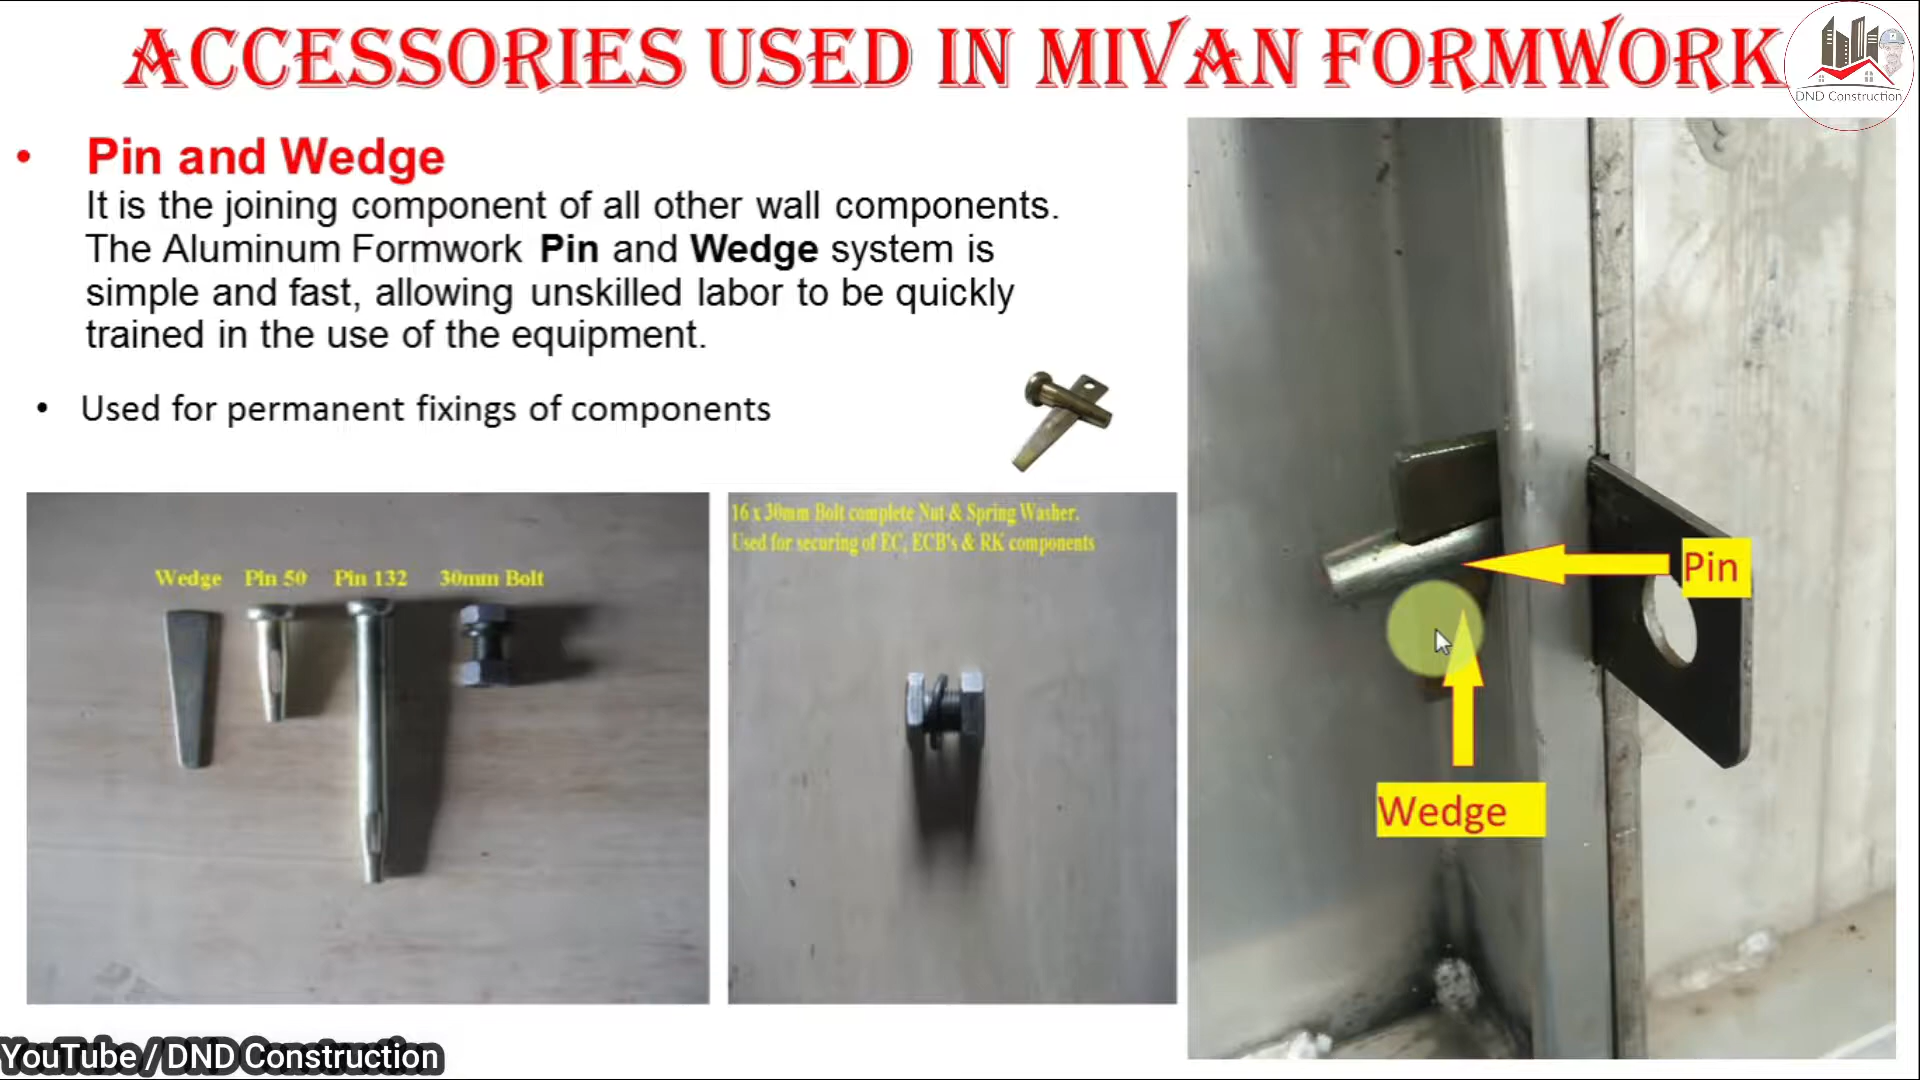 ACCESSORIES USED IN MIVAN FORMWORK
DND Construction
• Pin and Wedge
It is the joining component of all other wall components.
The Aluminum Formwork Pin and Wedge system is
simple and fast, allowing unskilled labor to be quickly
trained in the use of the equipment.
• Used for permanent fixings of components
Wedge Pin 50 Pin 132 30mm Bolt
16 x 30mm Bolt complete Nut & Spring Washer.
Used for securing of EC, ECB's & RK components
Pin
Wedge
YouTube / DND Construction